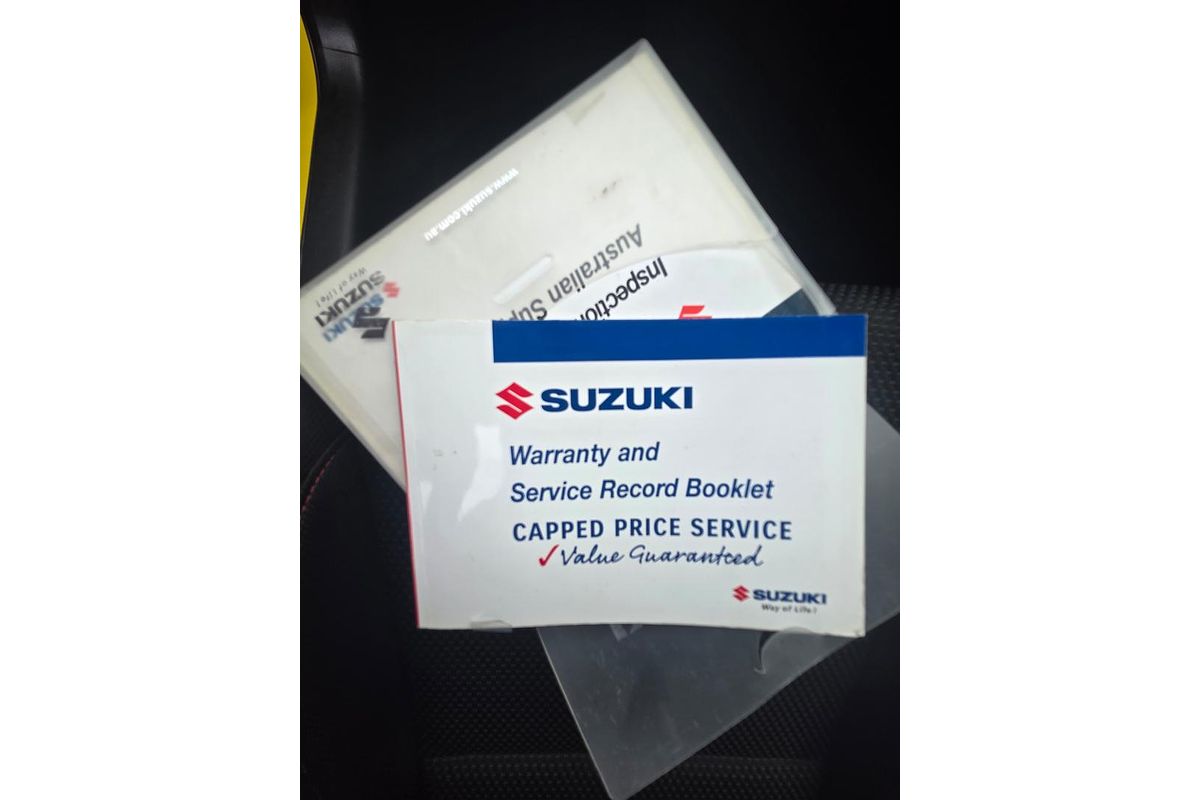 www.suzuki.com.au
Australian
Inspection
SUZUKI
Way of Life!
SUZUKI
SUZUKI
Warranty and
Service Record Booklet
CAPPED PRICE SERVICE
✓Value Guaranteed
SUZUKI
Way of Life!